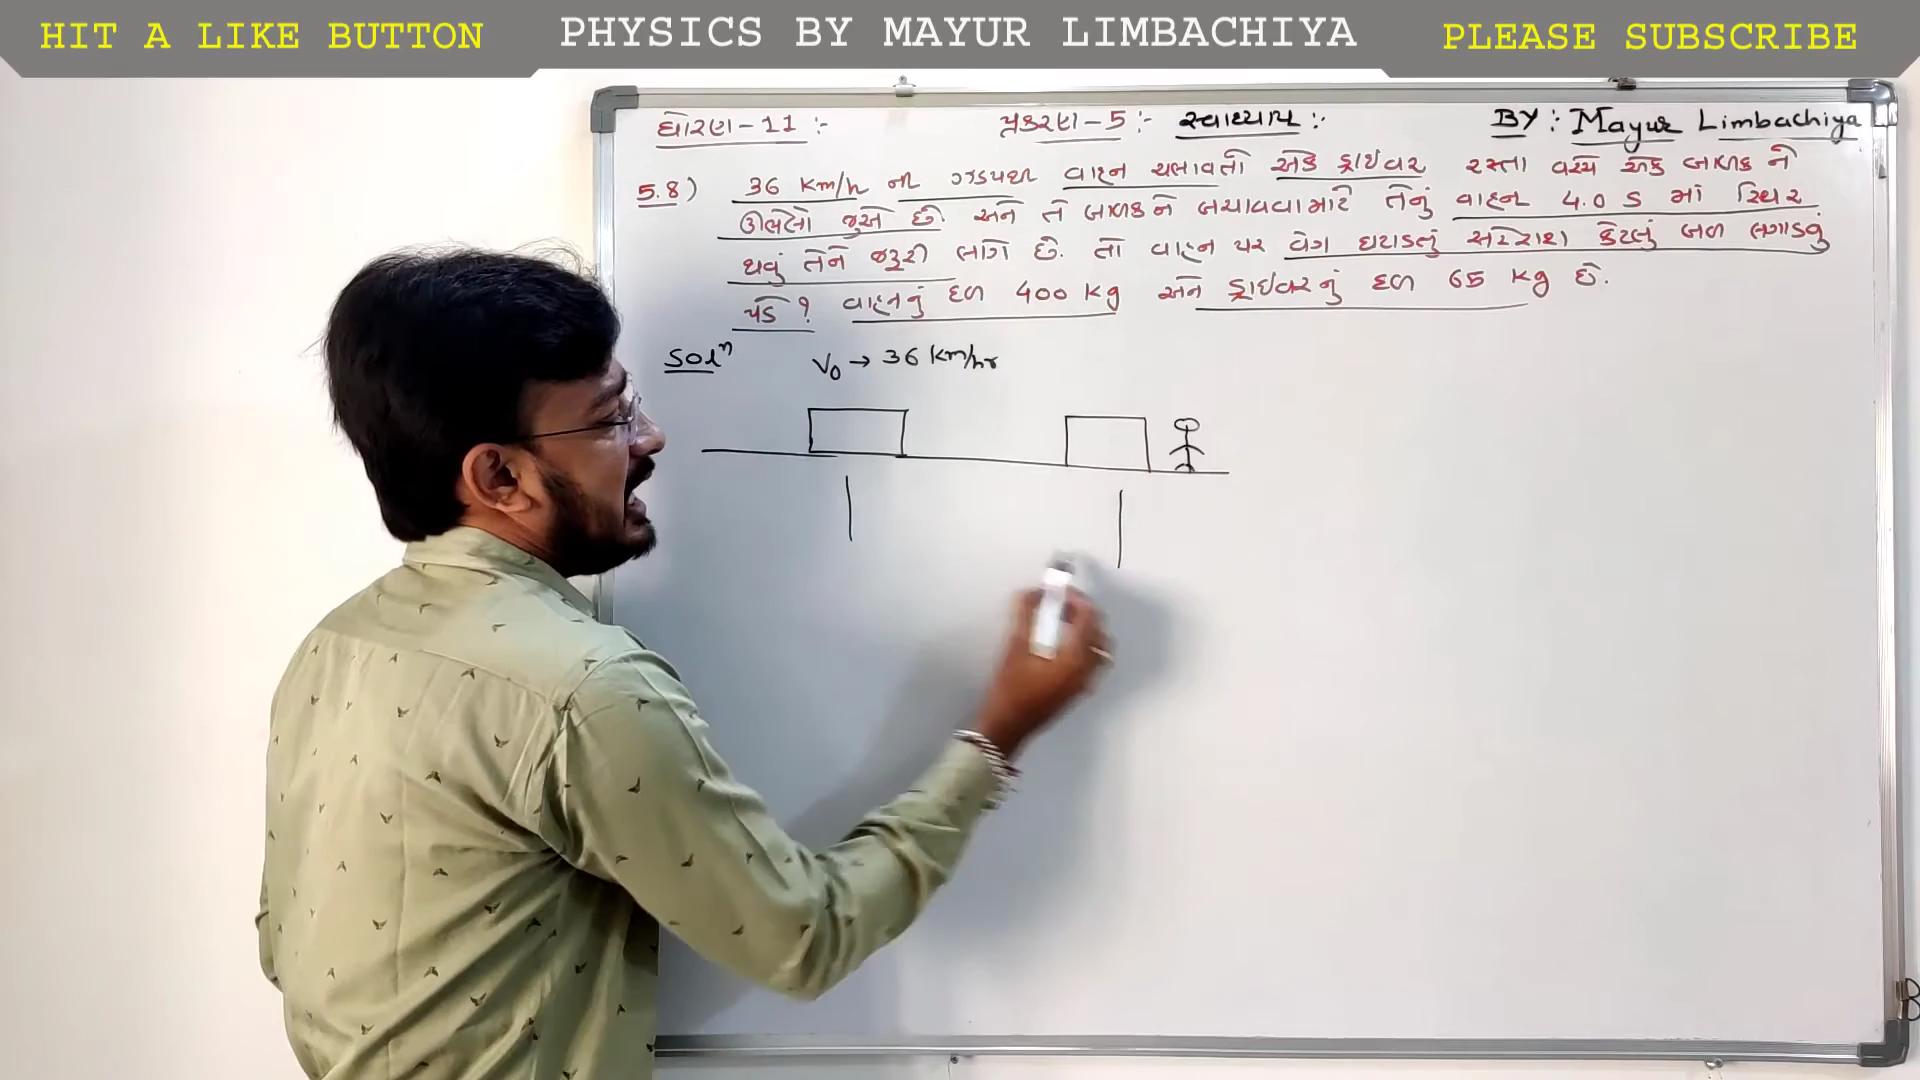 HIT A LIKE BUTTON
PHYSICS BY MAYUR LIMBACHIYA
PLEASE SUBSCRIBE
ધોરણ-11 :-
પ્રકરણ-5 :- સ્વાધ્યાય :-
BY : Mayur Limbachiya
5.8) 36 Km/h ની ઝડપથી વાહન ચલાવતો એક ડ્રાઈવર રસ્તા વચ્ચે એક બાળક ને
ઊભેલો જુએ છે. અને તે બાળક ને બચાવવા માટે તેનું વાહન 4.0 S માં સ્થિર
થવું તેને જરૂરી લાગે છે. તો વાહન પર વેગ ઘટાડતું સરેરાશ કેટલું બળ લગાડવું
પડે ? વાહનનું દળ 400 kg અને ડ્રાઇવરનું દળ 65 kg છે.
Solⁿ V₀ → 36 Km/hr